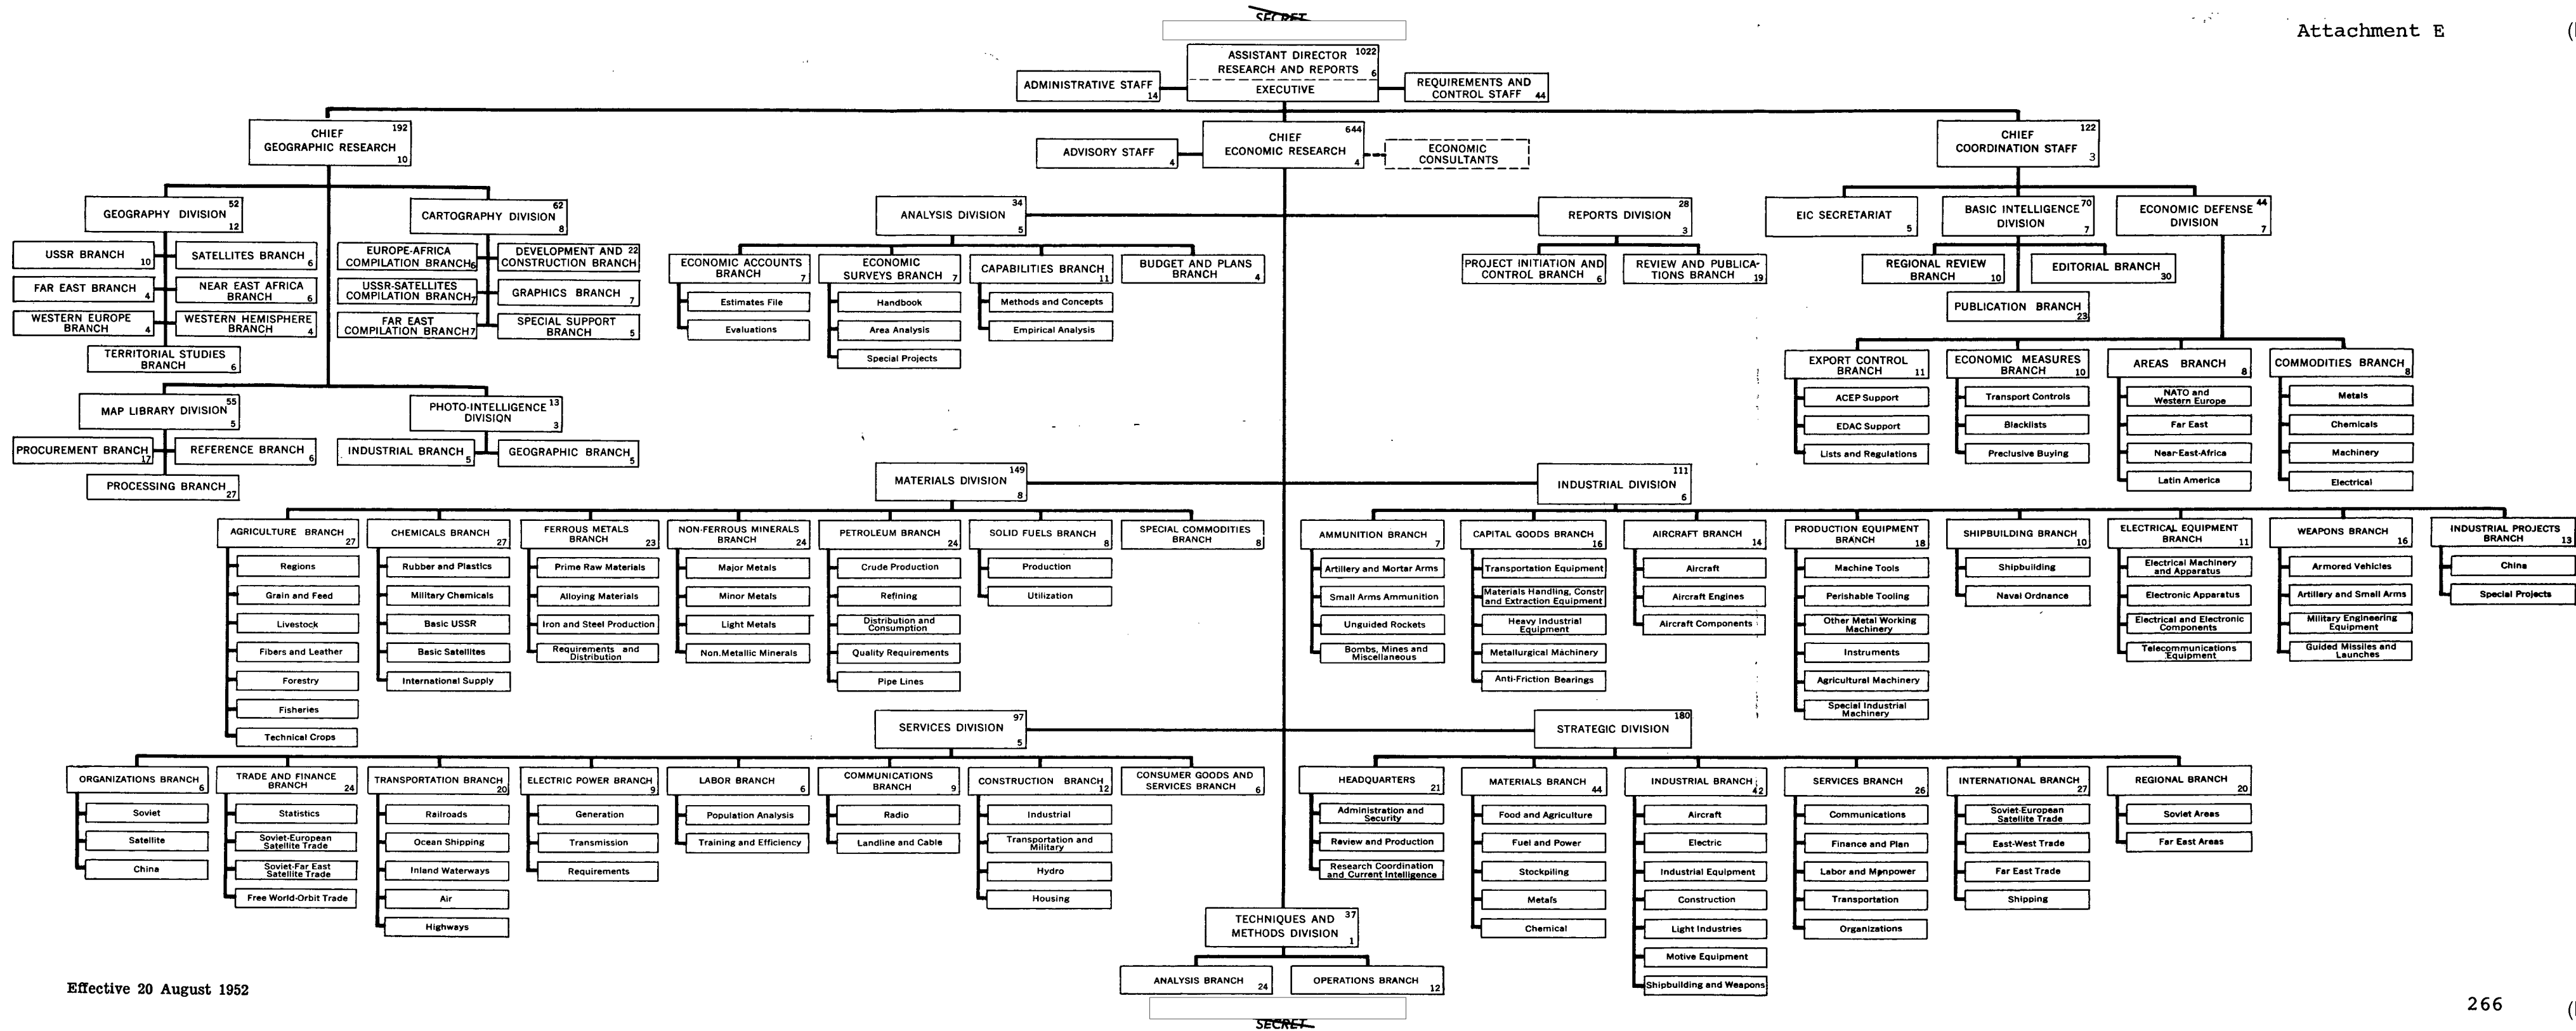 SECRET
Attachment E
ASSISTANT DIRECTOR 1022
RESEARCH AND REPORTS 6
EXECUTIVE
ADMINISTRATIVE STAFF
14
REQUIREMENTS AND
CONTROL STAFF 44
192
CHIEF
GEOGRAPHIC RESEARCH
10
644
CHIEF
ECONOMIC RESEARCH
4
ADVISORY STAFF
4
ECONOMIC
CONSULTANTS
122
CHIEF
COORDINATION STAFF
3
52
GEOGRAPHY DIVISION
12
62
CARTOGRAPHY DIVISION
8
USSR BRANCH
10
SATELLITES BRANCH
6
FAR EAST BRANCH
4
NEAR EAST AFRICA
BRANCH 6
WESTERN EUROPE
BRANCH 4
WESTERN HEMISPHERE
BRANCH 4
TERRITORIAL STUDIES
BRANCH 6
EUROPE-AFRICA
COMPILATION BRANCH 6
DEVELOPMENT AND 22
CONSTRUCTION BRANCH
USSR-SATELLITES
COMPILATION BRANCH 7
GRAPHICS BRANCH
7
FAR EAST
COMPILATION BRANCH 7
SPECIAL SUPPORT
BRANCH 5
55
MAP LIBRARY DIVISION
5
PHOTO-INTELLIGENCE 13
DIVISION
3
PROCUREMENT BRANCH
17
REFERENCE BRANCH
6
PROCESSING BRANCH
27
INDUSTRIAL BRANCH
5
GEOGRAPHIC BRANCH
5
34
ANALYSIS DIVISION
5
28
REPORTS DIVISION
3
ECONOMIC ACCOUNTS
BRANCH 7
Estimates File
Evaluations
ECONOMIC
SURVEYS BRANCH 7
Handbook
Area Analysis
Special Projects
CAPABILITIES BRANCH
11
Methods and Concepts
Empirical Analysis
BUDGET AND PLANS
BRANCH 4
PROJECT INITIATION AND
CONTROL BRANCH 6
REVIEW AND PUBLICA-
TIONS BRANCH 19
EIC SECRETARIAT
5
BASIC INTELLIGENCE 70
DIVISION
7
ECONOMIC DEFENSE 44
DIVISION
7
REGIONAL REVIEW
BRANCH 10
EDITORIAL BRANCH
30
PUBLICATION BRANCH
23
EXPORT CONTROL
BRANCH 11
ACEP Support
EDAC Support
Lists and Regulations
ECONOMIC MEASURES
BRANCH 10
Transport Controls
Blacklists
Preclusive Buying
AREAS BRANCH
8
NATO and
Western Europe
Far East
Near-East-Africa
Latin America
COMMODITIES BRANCH
8
Metals
Chemicals
Machinery
Electrical
149
MATERIALS DIVISION
8
111
INDUSTRIAL DIVISION
6
AGRICULTURE BRANCH
27
Regions
Grain and Feed
Livestock
Fibers and Leather
Forestry
Fisheries
Technical Crops
CHEMICALS BRANCH
27
Rubber and Plastics
Military Chemicals
Basic USSR
Basic Satellites
International Supply
FERROUS METALS
BRANCH 23
Prime Raw Materials
Alloying Materials
Iron and Steel Production
Requirements and
Distribution
NON-FERROUS MINERALS
BRANCH 24
Major Metals
Minor Metals
Light Metals
Non.Metallic Minerals
PETROLEUM BRANCH
24
Crude Production
Refining
Distribution and
Consumption
Quality Requirements
Pipe Lines
SOLID FUELS BRANCH
8
Production
Utilization
SPECIAL COMMODITIES
BRANCH 8
AMMUNITION BRANCH
7
Artillery and Mortar Arms
Small Arms Ammunition
Unguided Rockets
Bombs, Mines and
Miscellaneous
CAPITAL GOODS BRANCH
16
Transportation Equipment
Materials Handling, Constr
and Extraction Equipment
Heavy Industrial
Equipment
Metallurgical Machinery
Anti-Friction Bearings
AIRCRAFT BRANCH
14
Aircraft
Aircraft Engines
Aircraft Components
PRODUCTION EQUIPMENT
BRANCH 18
Machine Tools
Perishable Tooling
Other Metal Working
Machinery
Instruments
Agricultural Machinery
Special Industrial
Machinery
SHIPBUILDING BRANCH
10
Shipbuilding
Naval Ordnance
ELECTRICAL EQUIPMENT
BRANCH 11
Electrical Machinery
and Apparatus
Electronic Apparatus
Electrical and Electronic
Components
Telecommunications
Equipment
WEAPONS BRANCH
16
Armored Vehicles
Artillery and Small Arms
Military Engineering
Equipment
Guided Missiles and
Launches
INDUSTRIAL PROJECTS
BRANCH 13
China
Special Projects
97
SERVICES DIVISION
5
180
STRATEGIC DIVISION
ORGANIZATIONS BRANCH
6
Soviet
Satellite
China
TRADE AND FINANCE
BRANCH 24
Statistics
Soviet-European
Satellite Trade
Soviet-Far East
Satellite Trade
Free World-Orbit Trade
TRANSPORTATION BRANCH
20
Railroads
Ocean Shipping
Inland Waterways
Air
Highways
ELECTRIC POWER BRANCH
9
Generation
Transmission
Requirements
LABOR BRANCH
6
Population Analysis
Training and Efficiency
COMMUNICATIONS
BRANCH 9
Radio
Landline and Cable
CONSTRUCTION BRANCH
12
Industrial
Transportation and
Military
Hydro
Housing
CONSUMER GOODS AND
SERVICES BRANCH 6
HEADQUARTERS
21
Administration and
Security
Review and Production
Research Coordination
and Current Intelligence
MATERIALS BRANCH
44
Food and Agriculture
Fuel and Power
Stockpiling
Metals
Chemical
INDUSTRIAL BRANCH
42
Aircraft
Electric
Industrial Equipment
Construction
Light Industries
Motive Equipment
Shipbuilding and Weapons
SERVICES BRANCH
26
Communications
Finance and Plan
Labor and Manpower
Transportation
Organizations
INTERNATIONAL BRANCH
27
Soviet-European
Satellite Trade
East-West Trade
Far East Trade
Shipping
REGIONAL BRANCH
20
Soviet Areas
Far East Areas
TECHNIQUES AND 37
METHODS DIVISION
1
ANALYSIS BRANCH
24
OPERATIONS BRANCH
12
Effective 20 August 1952
266
SECRET